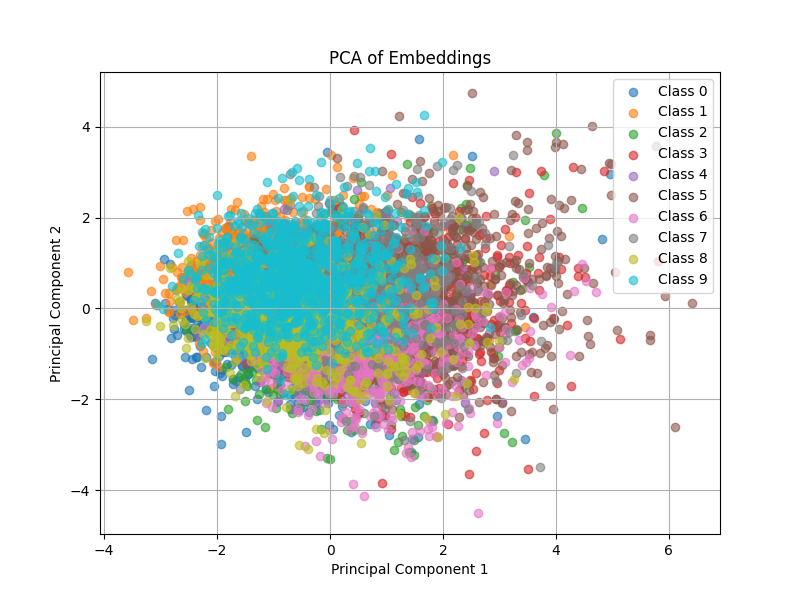 PCA of Embeddings
Class 0
Class 1
Class 2
Class 3
Class 4
Class 5
Class 6
Class 7
Class 8
Class 9
4
2
0
−2
−4
Principal Component 2
−4 −2 0 2 4 6
Principal Component 1